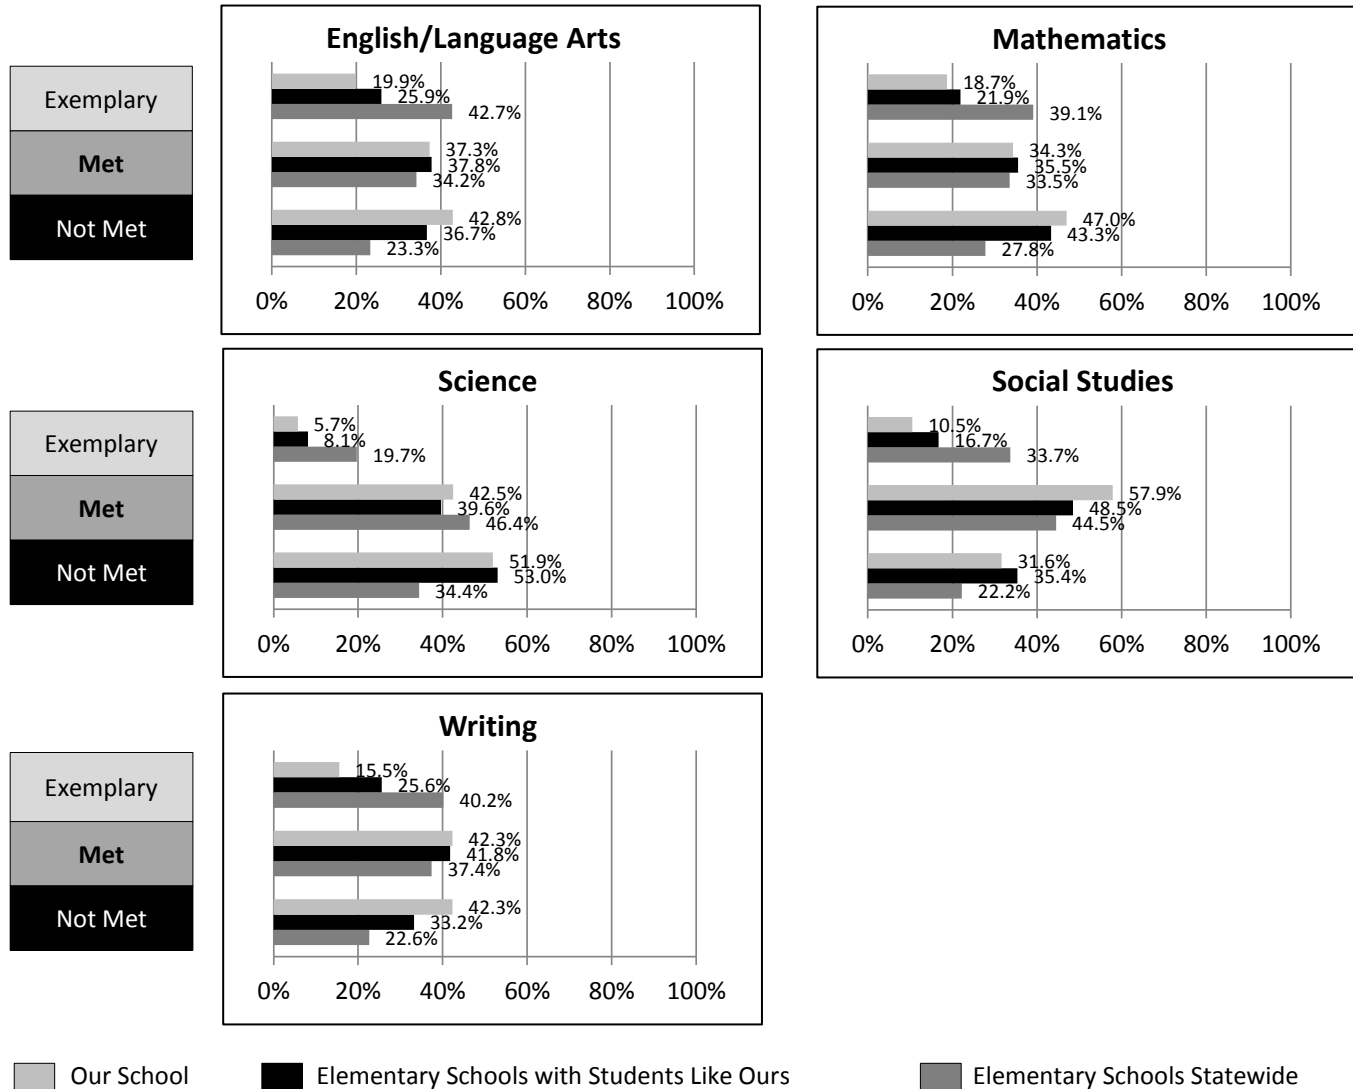 English/Language Arts
Exemplary
Met
Not Met
19.9%
25.9%
42.7%
37.3%
37.8%
34.2%
42.8%
36.7%
23.3%
0% 20% 40% 60% 80% 100%
Mathematics
18.7%
21.9%
39.1%
34.3%
35.5%
33.5%
47.0%
43.3%
27.8%
0% 20% 40% 60% 80% 100%
Science
Exemplary
Met
Not Met
5.7%
8.1%
19.7%
42.5%
39.6%
46.4%
51.9%
53.0%
34.4%
0% 20% 40% 60% 80% 100%
Social Studies
10.5%
16.7%
33.7%
57.9%
48.5%
44.5%
31.6%
35.4%
22.2%
0% 20% 40% 60% 80% 100%
Writing
Exemplary
Met
Not Met
15.5%
25.6%
40.2%
42.3%
41.8%
37.4%
42.3%
33.2%
22.6%
0% 20% 40% 60% 80% 100%
Our School Elementary Schools with Students Like Ours Elementary Schools Statewide